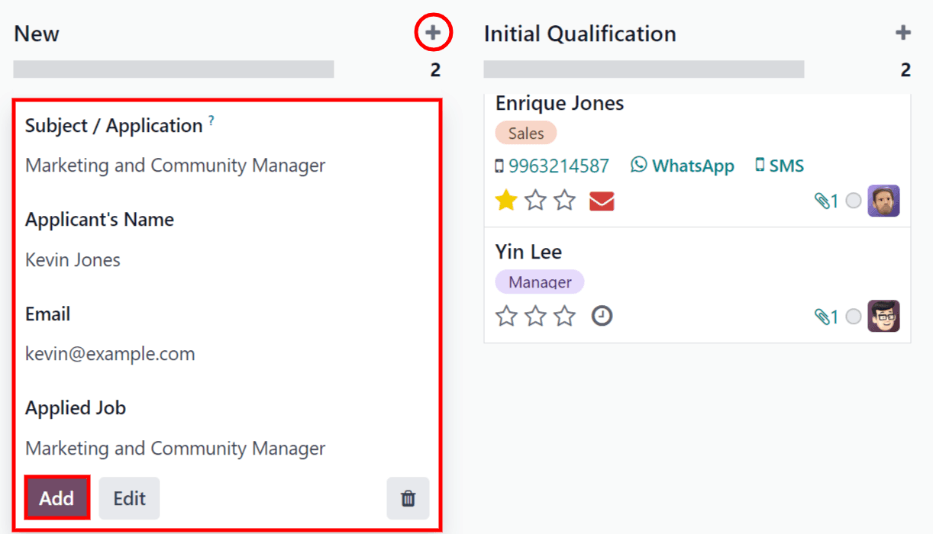 New
+
2
Subject / Application ?
Marketing and Community Manager
Applicant's Name
Kevin Jones
Email
kevin@example.com
Applied Job
Marketing and Community Manager
Add
Edit
Initial Qualification
+
2
Enrique Jones
Sales
9963214587 WhatsApp SMS
1
Yin Lee
Manager
1